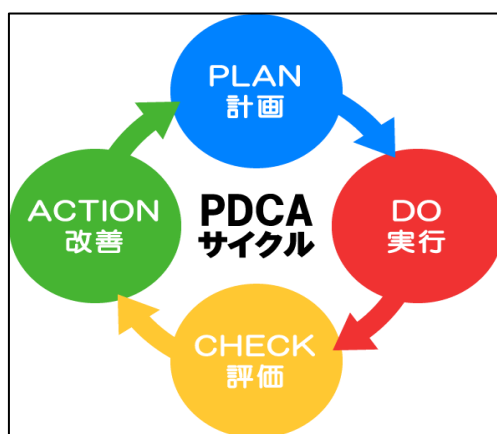 PLAN
計画
DO
実行
CHECK
評価
ACTION
改善
PDCA
サイクル